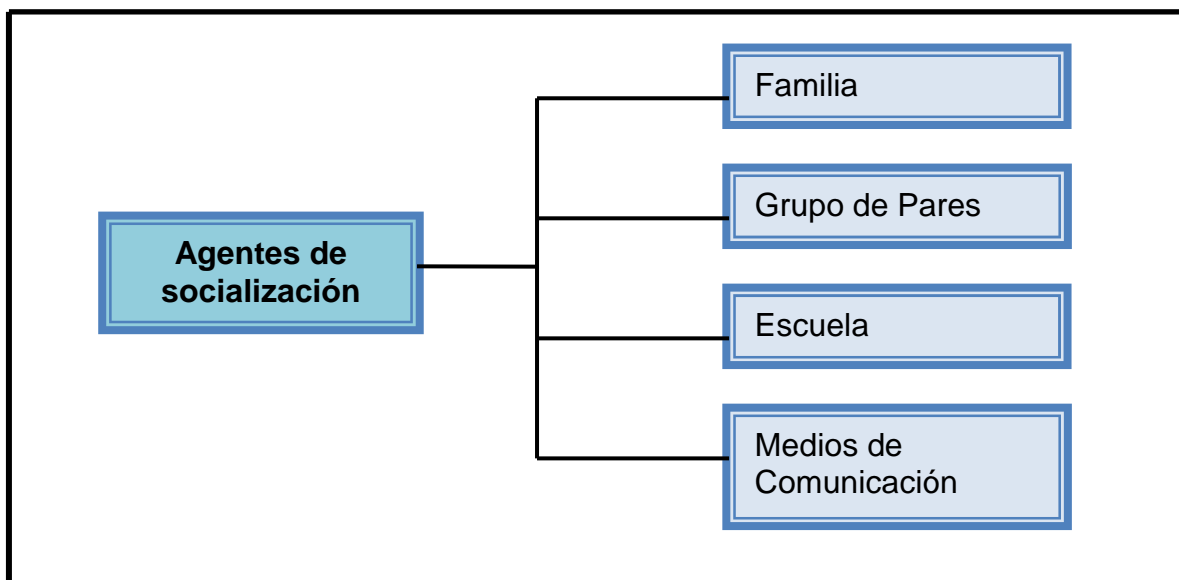 Familia
Grupo de Pares
Agentes de
socialización
Escuela
Medios de
Comunicación